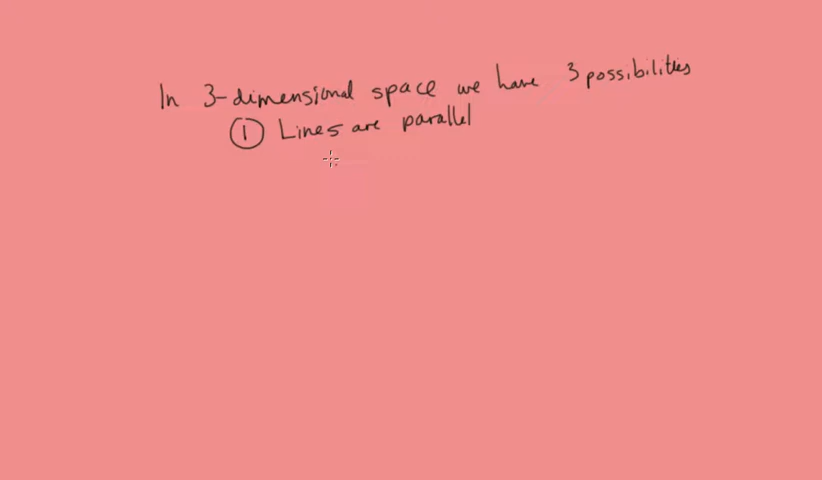 In 3-dimensional space we have 3 possibilities
① Lines are parallel